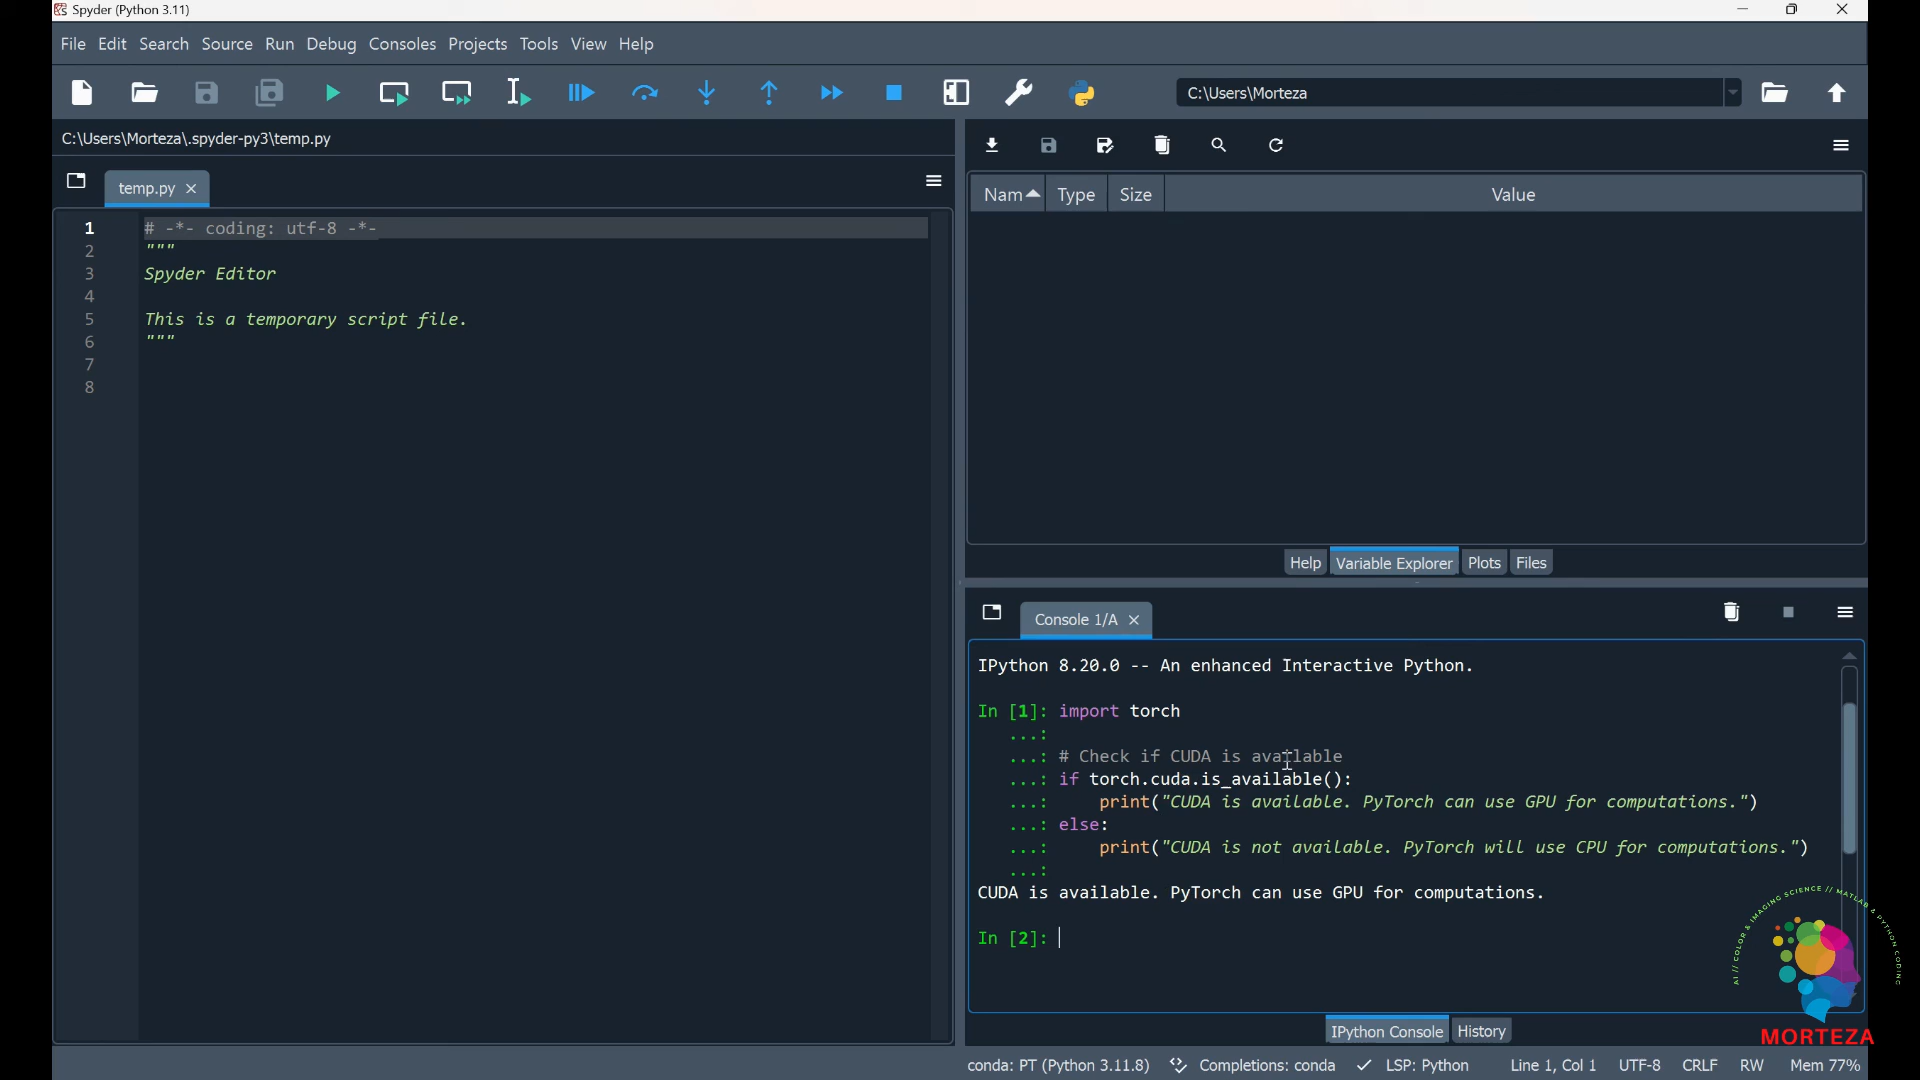 Spyder (Python 3.11)
File Edit Search Source Run Debug Consoles Projects Tools View Help
C:\Users\Morteza
C:\Users\Morteza\.spyder-py3\temp.py
temp.py
Nam Type Size Value
1 # -*- coding: utf-8 -*-
2 """
3 Spyder Editor
4
5 This is a temporary script file.
6 """
7
8
Help Variable Explorer Plots Files
Console 1/A
IPython 8.20.0 -- An enhanced Interactive Python.
In [1]: import torch
...:
...: # Check if CUDA is available
...: if torch.cuda.is_available():
...:     print("CUDA is available. PyTorch can use GPU for computations.")
...: else:
...:     print("CUDA is not available. PyTorch will use CPU for computations.")
...:
CUDA is available. PyTorch can use GPU for computations.
In [2]:
AI // COLOR & IMAGING SCIENCE // MATLAB & PYTHON CODING
MORTEZA
IPython Console History
conda: PT (Python 3.11.8) Completions: conda LSP: Python Line 1, Col 1 UTF-8 CRLF RW Mem 77%